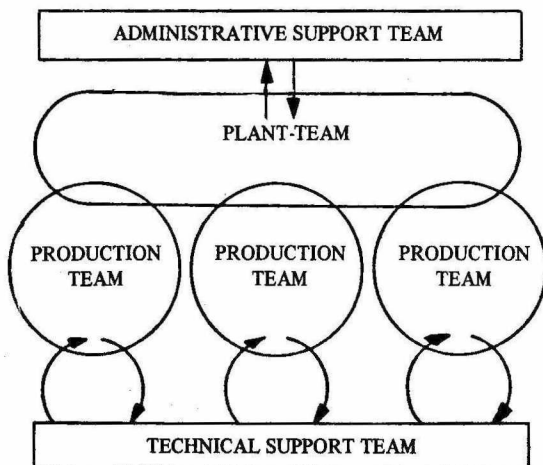 ADMINISTRATIVE SUPPORT TEAM
PLANT-TEAM
PRODUCTION
TEAM
PRODUCTION
TEAM
PRODUCTION
TEAM
TECHNICAL SUPPORT TEAM